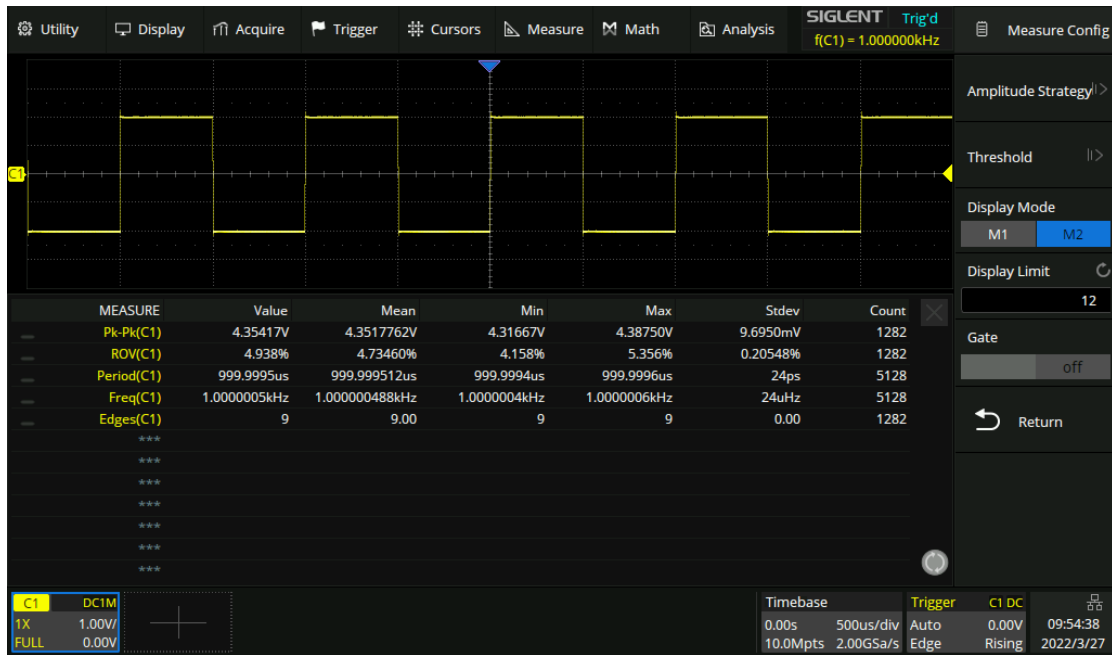 Utility Display Acquire Trigger Cursors Measure Math Analysis SIGLENT Trig'd Measure Config
f(C1) = 1.000000kHz
Amplitude Strategy
C1
Threshold
Display Mode
M1 M2
Display Limit
12
Gate
off
Return
MEASURE Value Mean Min Max Stdev Count
Pk-Pk(C1) 4.35417V 4.3517762V 4.31667V 4.38750V 9.6950mV 1282
ROV(C1) 4.938% 4.73460% 4.158% 5.356% 0.20548% 1282
Period(C1) 999.9995us 999.999512us 999.9994us 999.9996us 24ps 5128
Freq(C1) 1.0000005kHz 1.000000488kHz 1.0000004kHz 1.0000006kHz 24uHz 5128
Edges(C1) 9 9.00 9 9 0.00 1282
***
***
***
***
***
***
***
C1 DC1M
1X 1.00V/
FULL 0.00V
Timebase
0.00s 500us/div
10.0Mpts 2.00GSa/s
Trigger C1 DC
Auto 0.00V
Edge Rising
09:54:38
2022/3/27